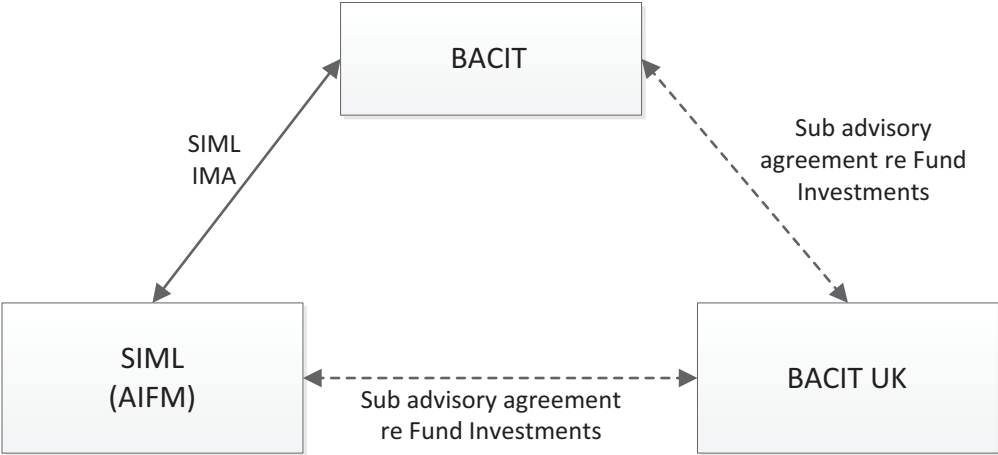 BACIT
SIML
IMA
Sub advisory
agreement re Fund
Investments
SIML
(AIFM)
Sub advisory agreement
re Fund Investments
BACIT UK